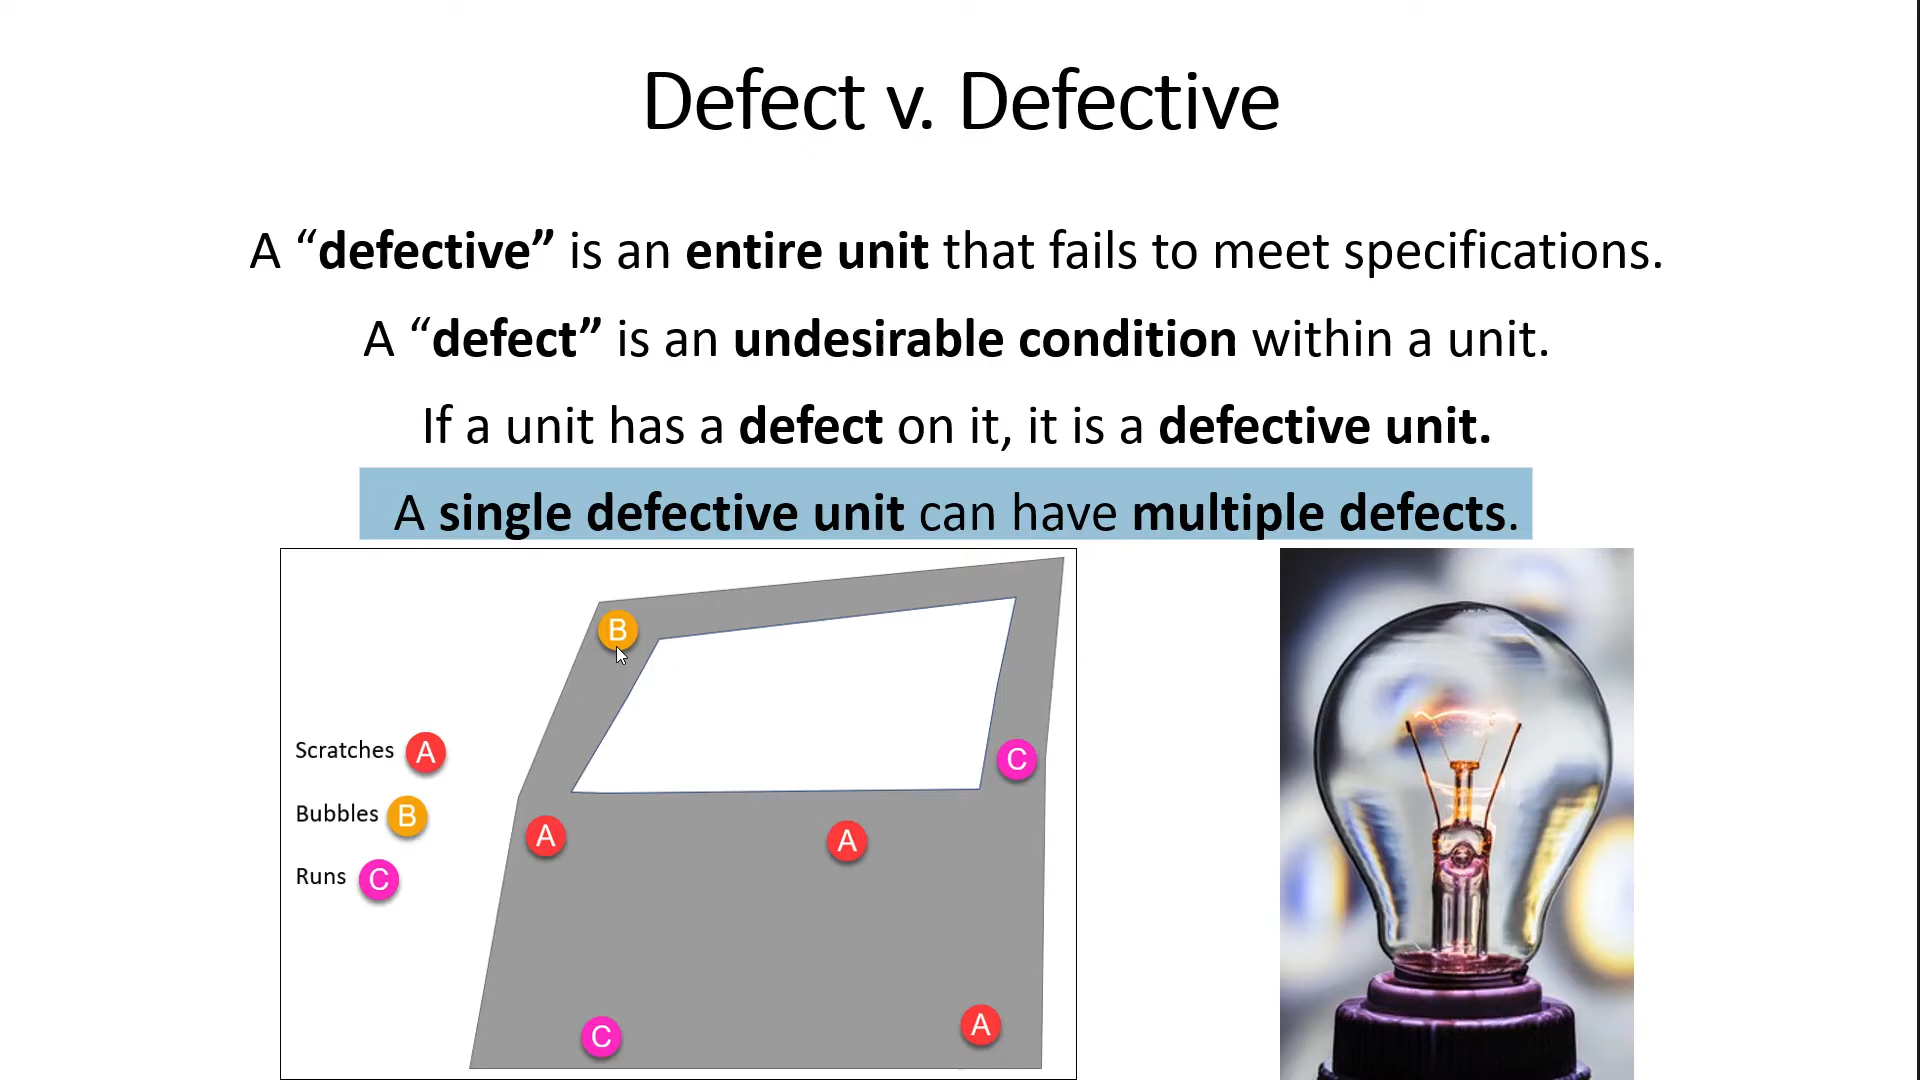 Defect v. Defective
A “defective” is an entire unit that fails to meet specifications.
A “defect” is an undesirable condition within a unit.
If a unit has a defect on it, it is a defective unit.
A single defective unit can have multiple defects.
B
Scratches A
C
Bubbles B
A
A
Runs C
C
A